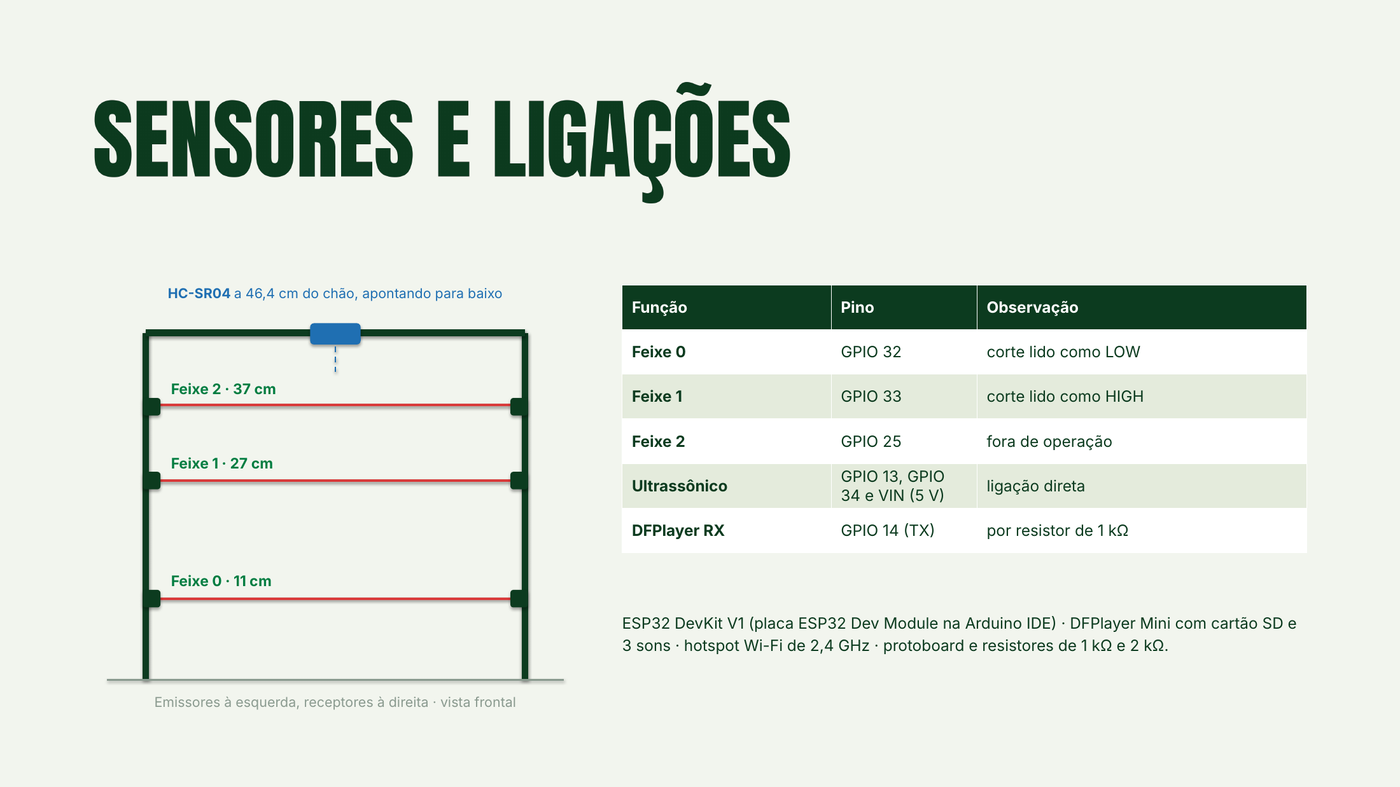 SENSORES E LIGAÇÕES
HC-SR04 a 46,4 cm do chão, apontando para baixo
Feixe 2 · 37 cm
Feixe 1 · 27 cm
Feixe 0 · 11 cm
Emissores à esquerda, receptores à direita · vista frontal
Função Pino Observação
Feixe 0 GPIO 32 corte lido como LOW
Feixe 1 GPIO 33 corte lido como HIGH
Feixe 2 GPIO 25 fora de operação
Ultrassônico GPIO 13, GPIO
34 e VIN (5 V) ligação direta
DFPlayer RX GPIO 14 (TX) por resistor de 1 kΩ
ESP32 DevKit V1 (placa ESP32 Dev Module na Arduino IDE) · DFPlayer Mini com cartão SD e
3 sons · hotspot Wi-Fi de 2,4 GHz · protoboard e resistores de 1 kΩ e 2 kΩ.